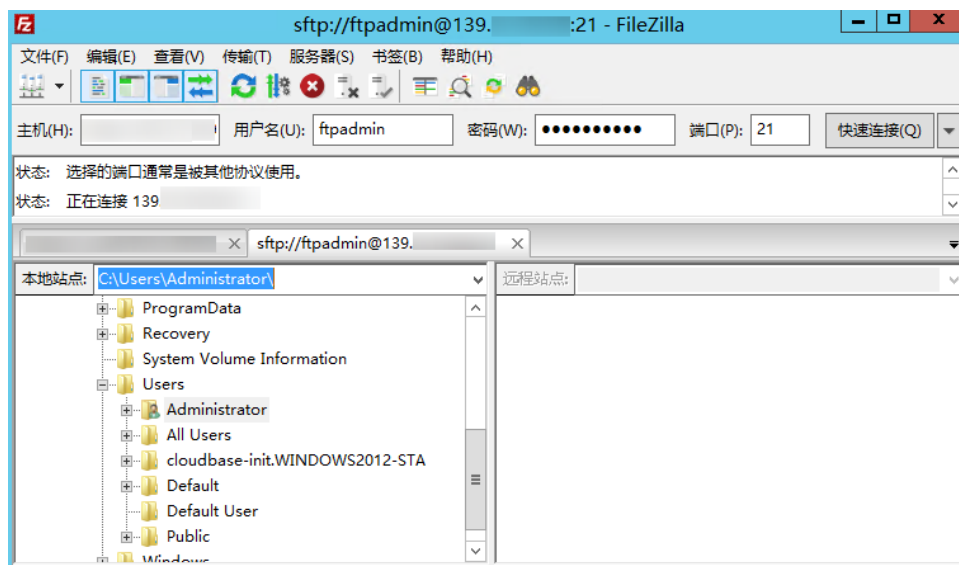 sftp://ftpadmin@139. :21 - FileZilla
文件(F) 编辑(E) 查看(V) 传输(T) 服务器(S) 书签(B) 帮助(H)
主机(H): 用户名(U): ftpadmin 密码(W): ●●●●●●●●●● 端口(P): 21 快速连接(Q)
状态: 选择的端口通常是被其他协议使用。
状态: 正在连接 139
sftp://ftpadmin@139.
本地站点: C:\Users\Administrator\ 远程站点:
ProgramData
Recovery
System Volume Information
Users
Administrator
All Users
cloudbase-init.WINDOWS2012-STA
Default
Default User
Public
Windows